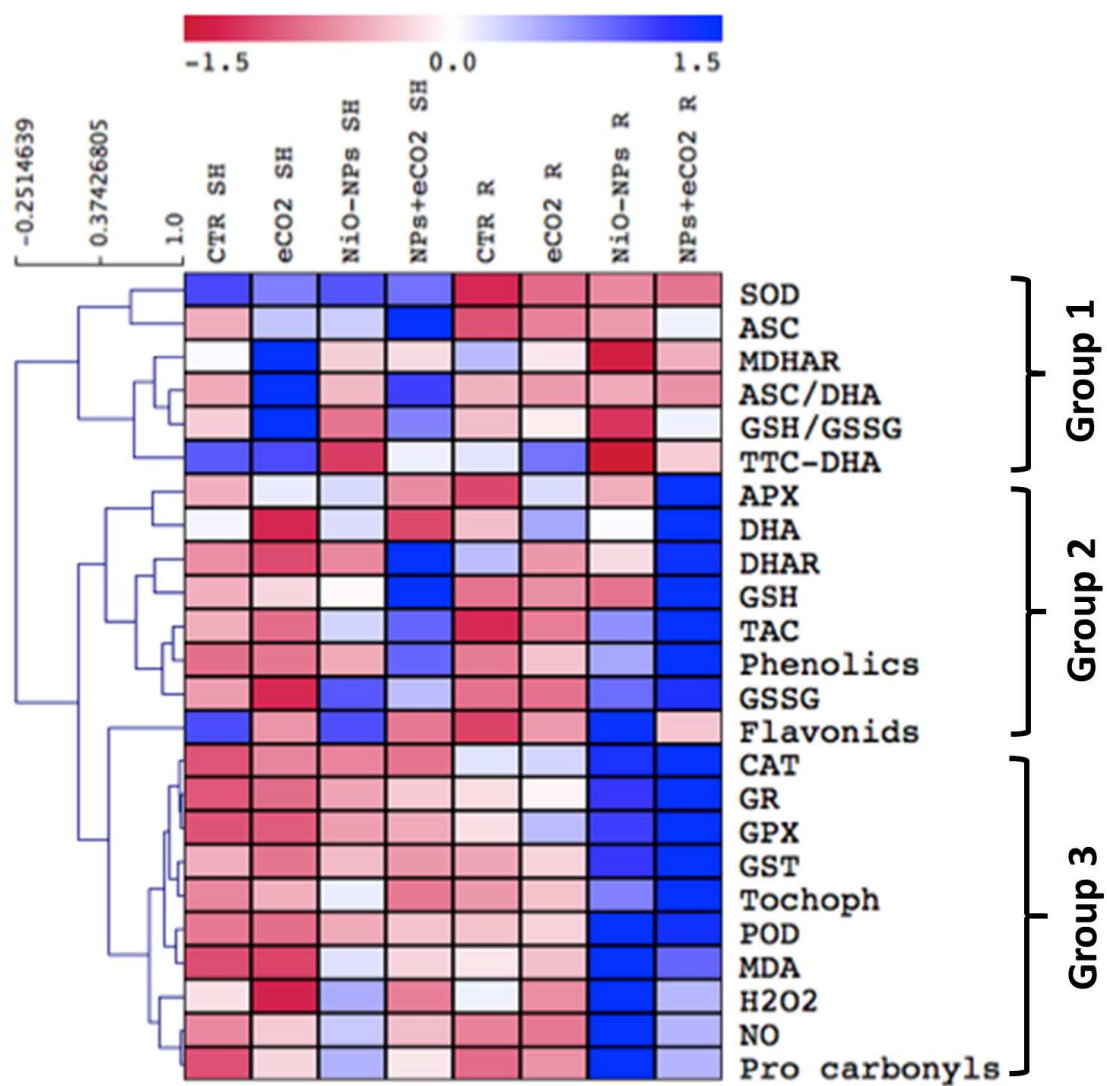 -1.5 0.0 1.5
-0.2514639
0.37426805
1.0
CTR SH
eCO2 SH
NiO-NPs SH
NPs+eCO2 SH
CTR R
eCO2 R
NiO-NPs R
NPs+eCO2 R
SOD
ASC
MDHAR
ASC/DHA
GSH/GSSG
TTC-DHA
APX
DHA
DHAR
GSH
TAC
Phenolics
GSSG
Flavonids
CAT
GR
GPX
GST
Tochoph
POD
MDA
H2O2
NO
Pro carbonyls
Group 1
Group 2
Group 3